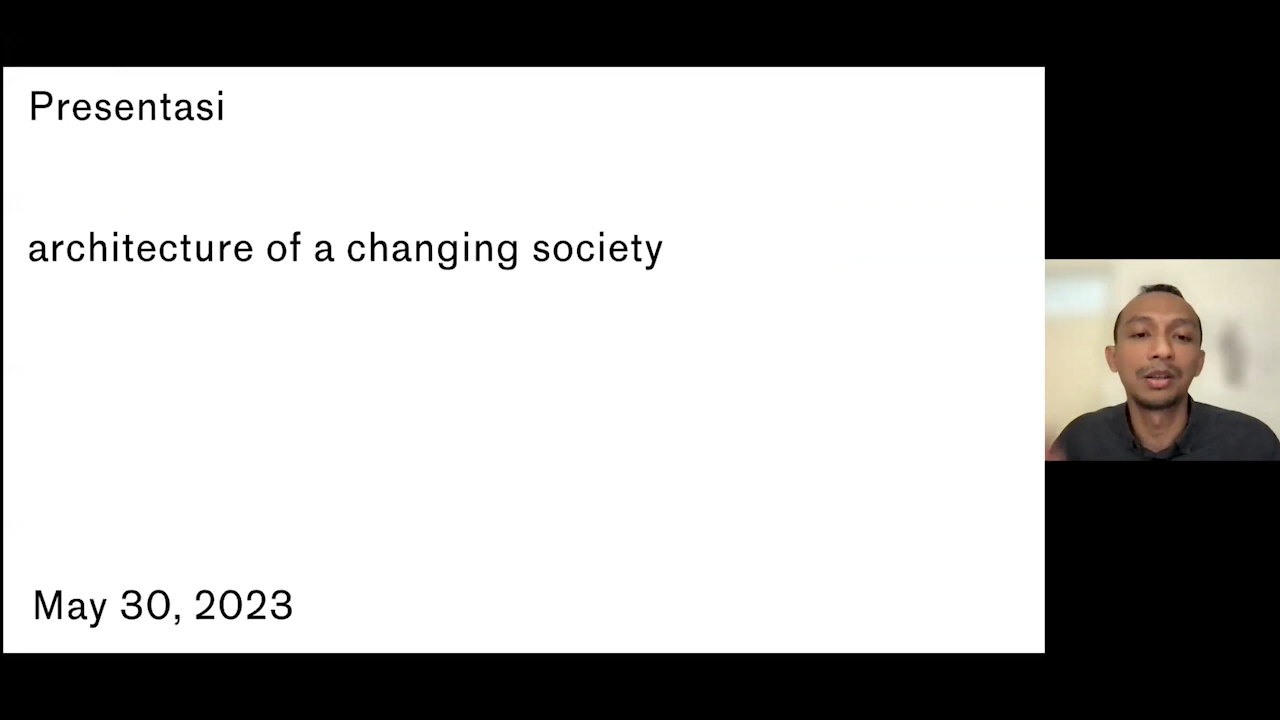 Presentasi
architecture of a changing society
May 30, 2023